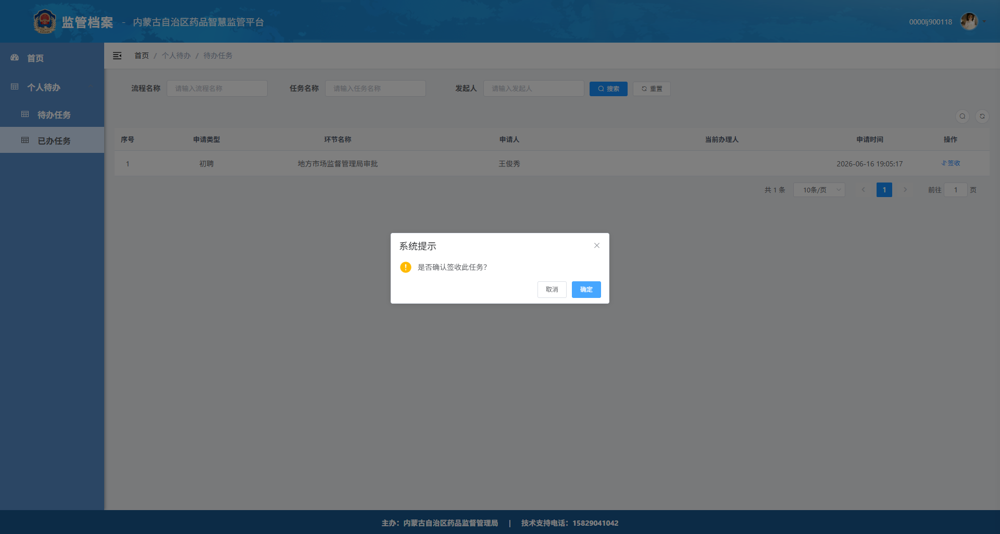 监管档案 - 内蒙古自治区药品智慧监管平台
0000lj900118
首页
个人待办
待办任务
已办任务
首页 / 个人待办 / 待办任务
流程名称 请输入流程名称 任务名称 请输入任务名称 发起人 请输入发起人 搜索 重置
序号 申请类型 环节名称 申请人 当前办理人 申请时间 操作
1 初聘 地方市场监督管理局审批 王俊秀 2026-06-16 19:05:17 签收
共 1 条 10条/页 1 前往 1 页
系统提示
是否确认签收此任务?
取消 确定
主办：内蒙古自治区药品监督管理局 | 技术支持电话：15829041042